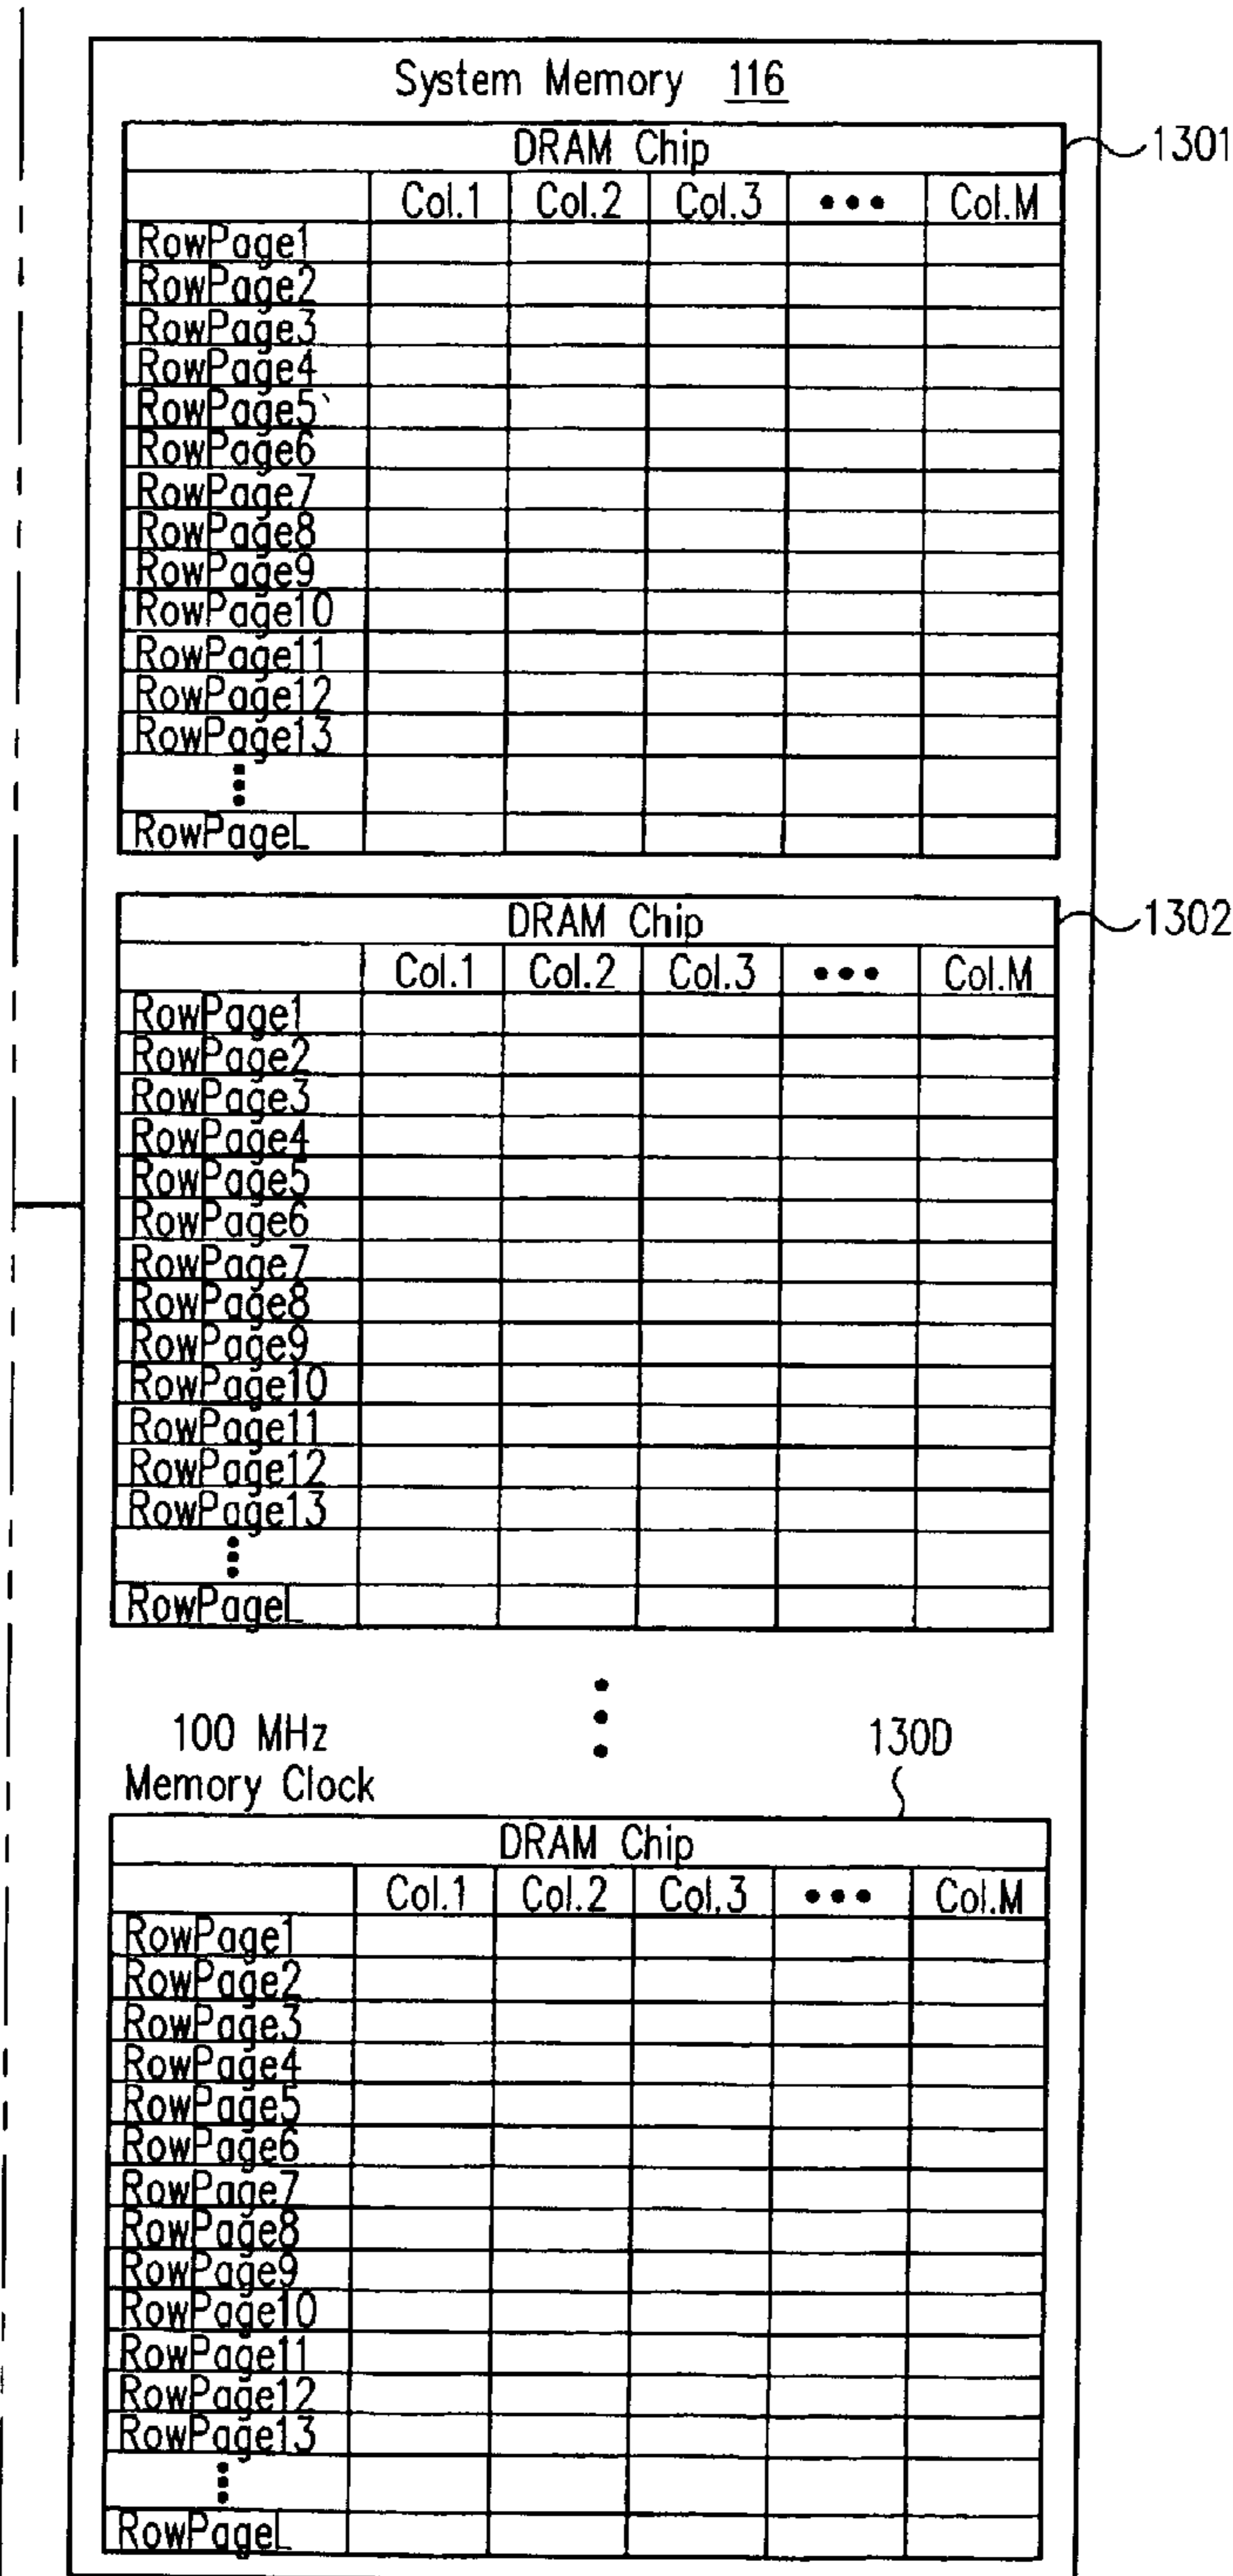 System Memory 116
DRAM Chip 1301
Col.1 Col.2 Col.3 ••• Col.M
RowPage1
RowPage2
RowPage3
RowPage4
RowPage5
RowPage6
RowPage7
RowPage8
RowPage9
RowPage10
RowPage11
RowPage12
RowPage13
RowPageL
DRAM Chip 1302
Col.1 Col.2 Col.3 ••• Col.M
RowPage1
RowPage2
RowPage3
RowPage4
RowPage5
RowPage6
RowPage7
RowPage8
RowPage9
RowPage10
RowPage11
RowPage12
RowPage13
RowPageL
100 MHz 130D
Memory Clock
DRAM Chip
Col.1 Col.2 Col.3 ••• Col.M
RowPage1
RowPage2
RowPage3
RowPage4
RowPage5
RowPage6
RowPage7
RowPage8
RowPage9
RowPage10
RowPage11
RowPage12
RowPage13
RowPageL